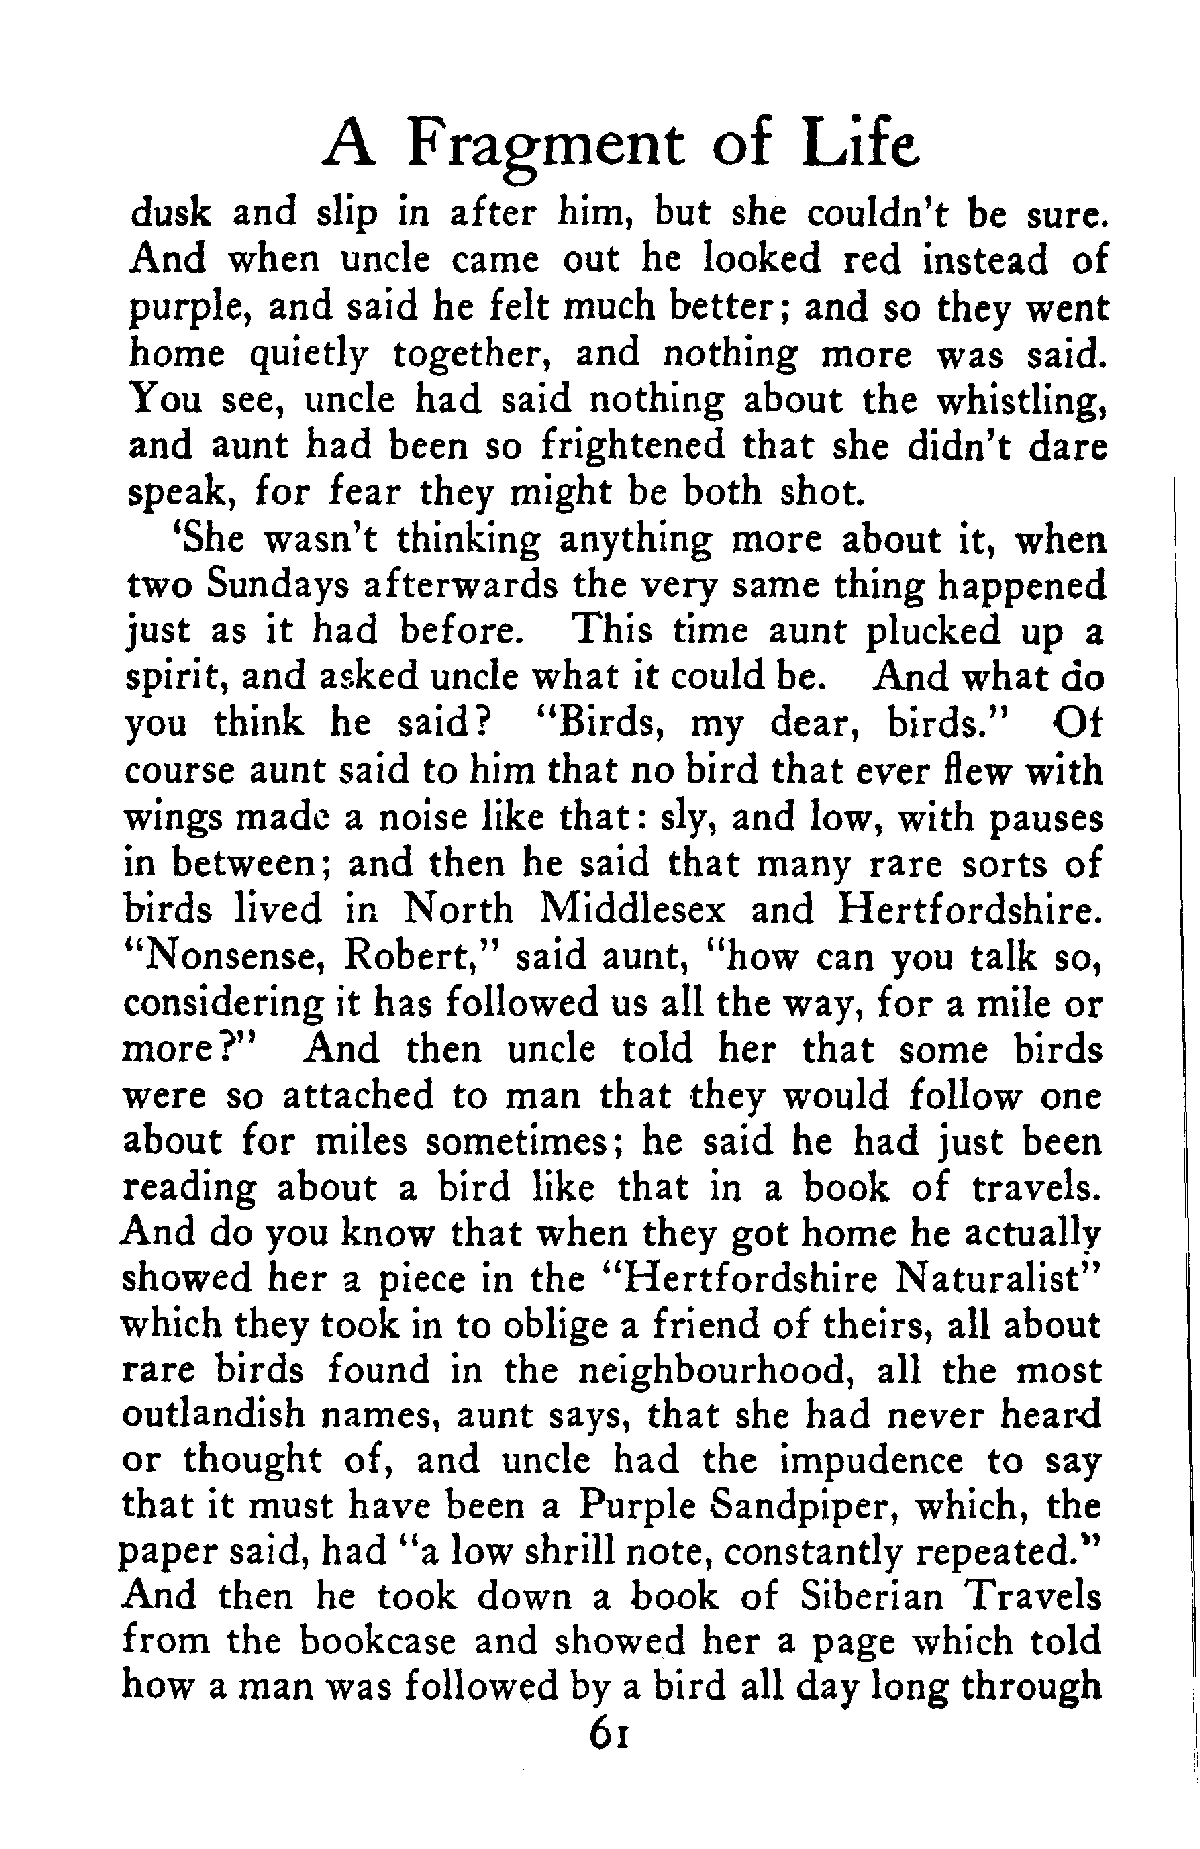 A Fragment of Life
dusk and slip in after him, but she couldn't be sure.
And when uncle came out he looked red instead of
purple, and said he felt much better; and so they went
home quietly together, and nothing more was said.
You see, uncle had said nothing about the whistling,
and aunt had been so frightened that she didn't dare
speak, for fear they might be both shot.
‘She wasn't thinking anything more about it, when
two Sundays afterwards the very same thing happened
just as it had before. This time aunt plucked up a
spirit, and asked uncle what it could be. And what do
you think he said? “Birds, my dear, birds.” Of
course aunt said to him that no bird that ever flew with
wings made a noise like that: sly, and low, with pauses
in between; and then he said that many rare sorts of
birds lived in North Middlesex and Hertfordshire.
“Nonsense, Robert,” said aunt, “how can you talk so,
considering it has followed us all the way, for a mile or
more?” And then uncle told her that some birds
were so attached to man that they would follow one
about for miles sometimes; he said he had just been
reading about a bird like that in a book of travels.
And do you know that when they got home he actually
showed her a piece in the “Hertfordshire Naturalist”
which they took in to oblige a friend of theirs, all about
rare birds found in the neighbourhood, all the most
outlandish names, aunt says, that she had never heard
or thought of, and uncle had the impudence to say
that it must have been a Purple Sandpiper, which, the
paper said, had “a low shrill note, constantly repeated.”
And then he took down a book of Siberian Travels
from the bookcase and showed her a page which told
how a man was followed by a bird all day long through
61